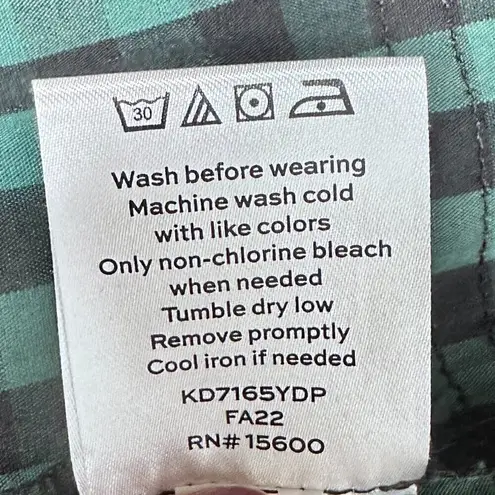 30
Wash before wearing
Machine wash cold
with like colors
Only non-chlorine bleach
when needed
Tumble dry low
Remove promptly
Cool iron if needed
KD7165YDP
FA22
RN# 15600